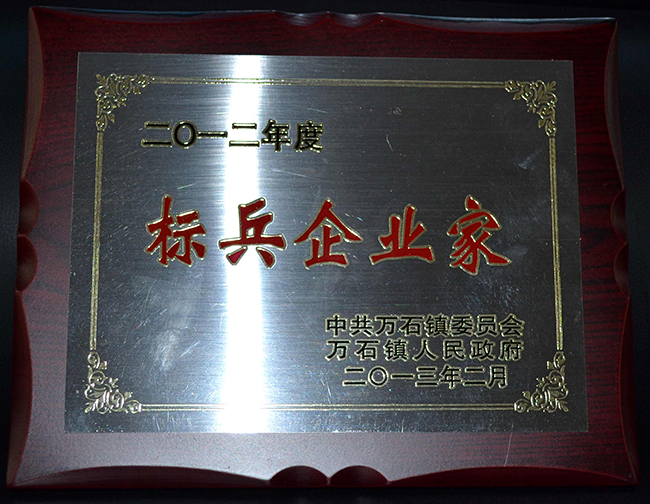 二〇一二年度
标兵企业家
中共万石镇委员会
万石镇人民政府
二〇一三年二月